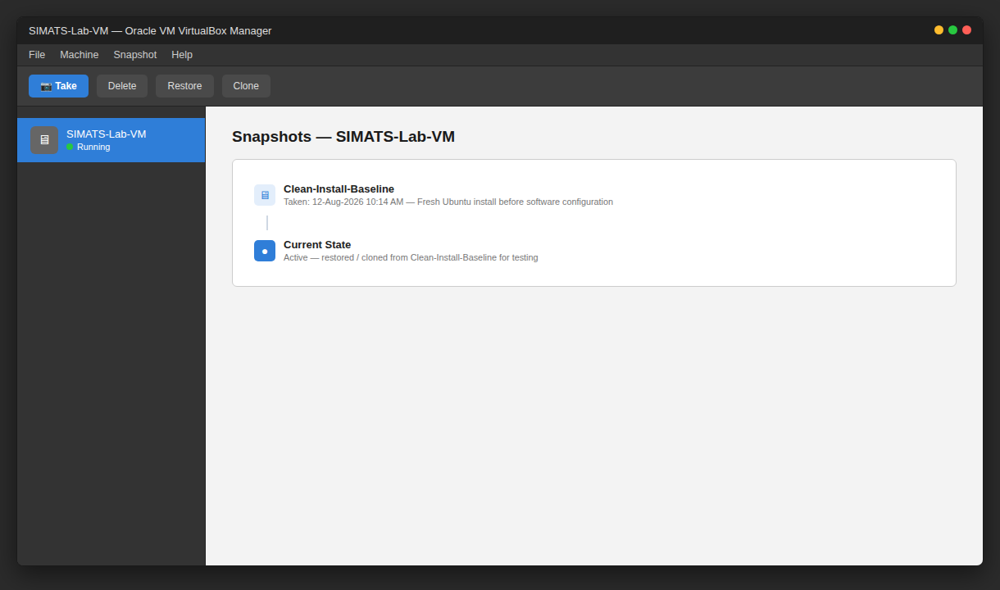 SIMATS-Lab-VM — Oracle VM VirtualBox Manager
File Machine Snapshot Help
📷 Take Delete Restore Clone
SIMATS-Lab-VM
Running
Snapshots — SIMATS-Lab-VM
Clean-Install-Baseline
Taken: 12-Aug-2026 10:14 AM — Fresh Ubuntu install before software configuration
Current State
Active — restored / cloned from Clean-Install-Baseline for testing